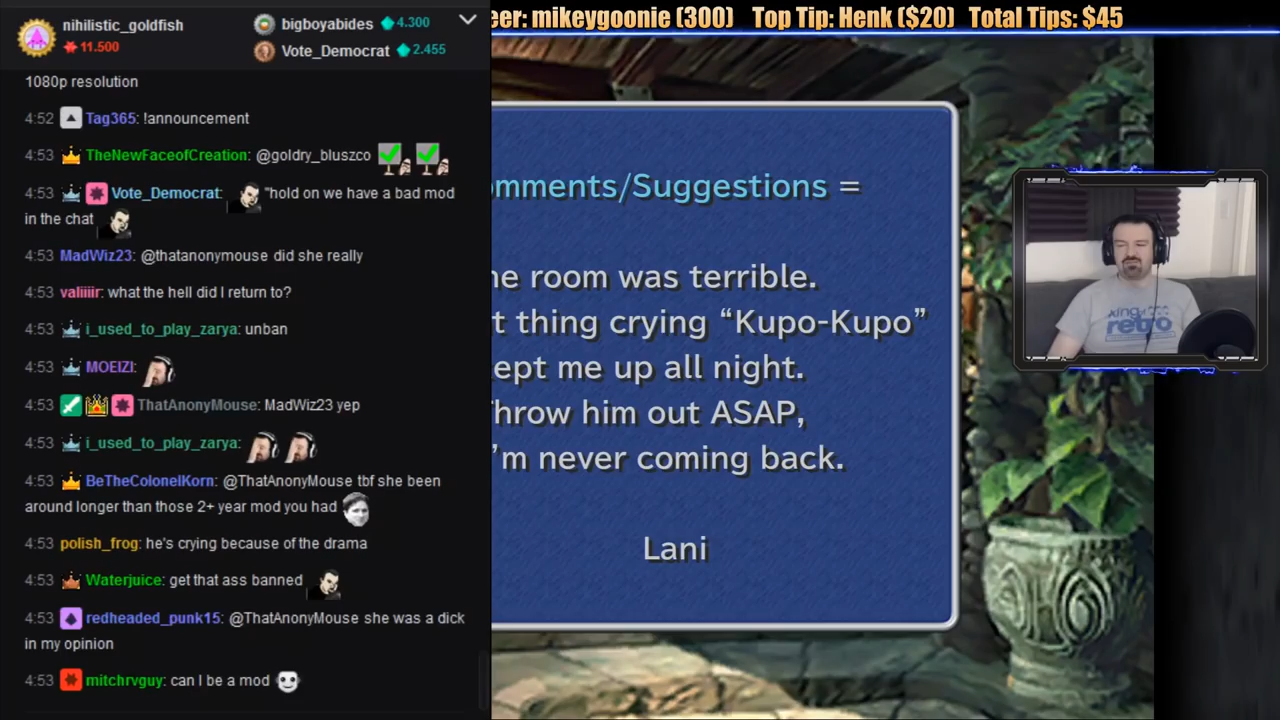 nihilistic_goldfish
11.500
bigboyabides 4.300
Vote_Democrat 2.455
1080p resolution
4:52 Tag365: !announcement
4:53 TheNewFaceofCreation: @goldry_bluszco
4:53 Vote_Democrat: "hold on we have a bad mod
in the chat
4:53 MadWiz23: @thatanonymouse did she really
4:53 valiiiir: what the hell did I return to?
4:53 i_used_to_play_zarya: unban
4:53 MOEIZI:
4:53 ThatAnonyMouse: MadWiz23 yep
4:53 i_used_to_play_zarya:
4:53 BeTheColonelKorn: @ThatAnonyMouse tbf she been
around longer than those 2+ year mod you had
4:53 polish_frog: he's crying because of the drama
4:53 Waterjuice: get that ass banned
4:53 redheaded_punk15: @ThatAnonyMouse she was a dick
in my opinion
4:53 mitchrvguy: can I be a mod
eer: mikeygoonie (300) Top Tip: Henk ($20) Total Tips: $45
omments/Suggestions =
he room was terrible.
t thing crying “Kupo-Kupo”
ept me up all night.
Throw him out ASAP,
'm never coming back.
Lani
king of
retro